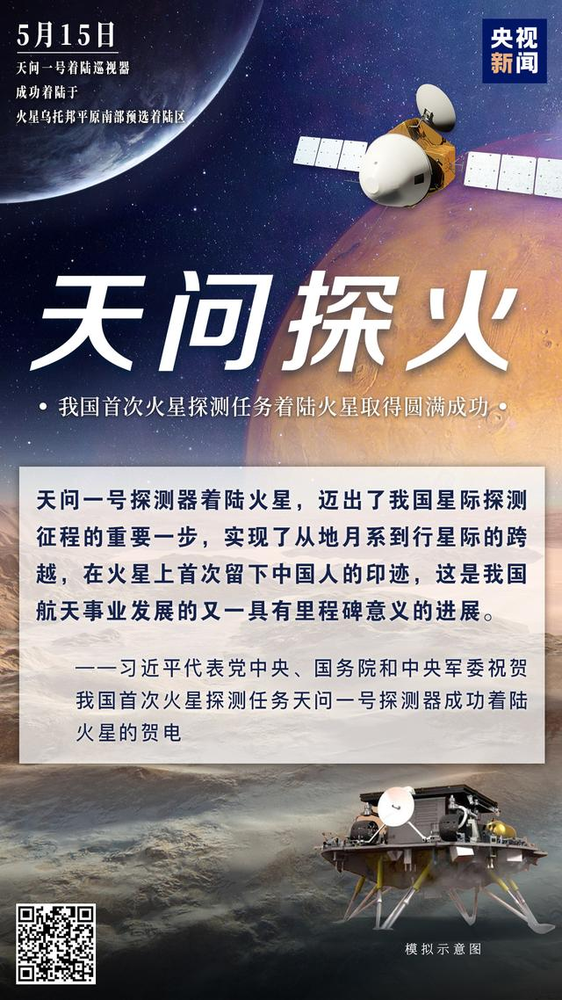 5月15日
天问一号着陆巡视器
成功着陆于
火星乌托邦平原南部预选着陆区
央视
新闻
天问探火
• 我国首次火星探测任务着陆火星取得圆满成功 •
天问一号探测器着陆火星，迈出了我国星际探测
征程的重要一步，实现了从地月系到行星际的跨
越，在火星上首次留下中国人的印迹，这是我国
航天事业发展的又一具有里程碑意义的进展。
——习近平代表党中央、国务院和中央军委祝贺
我国首次火星探测任务天问一号探测器成功着陆
火星的贺电
模拟示意图